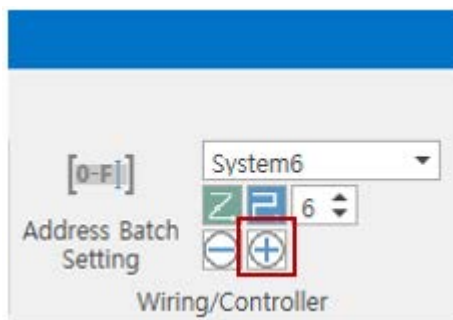 System6
[0-F]
6
Address Batch
Setting
Wiring/Controller